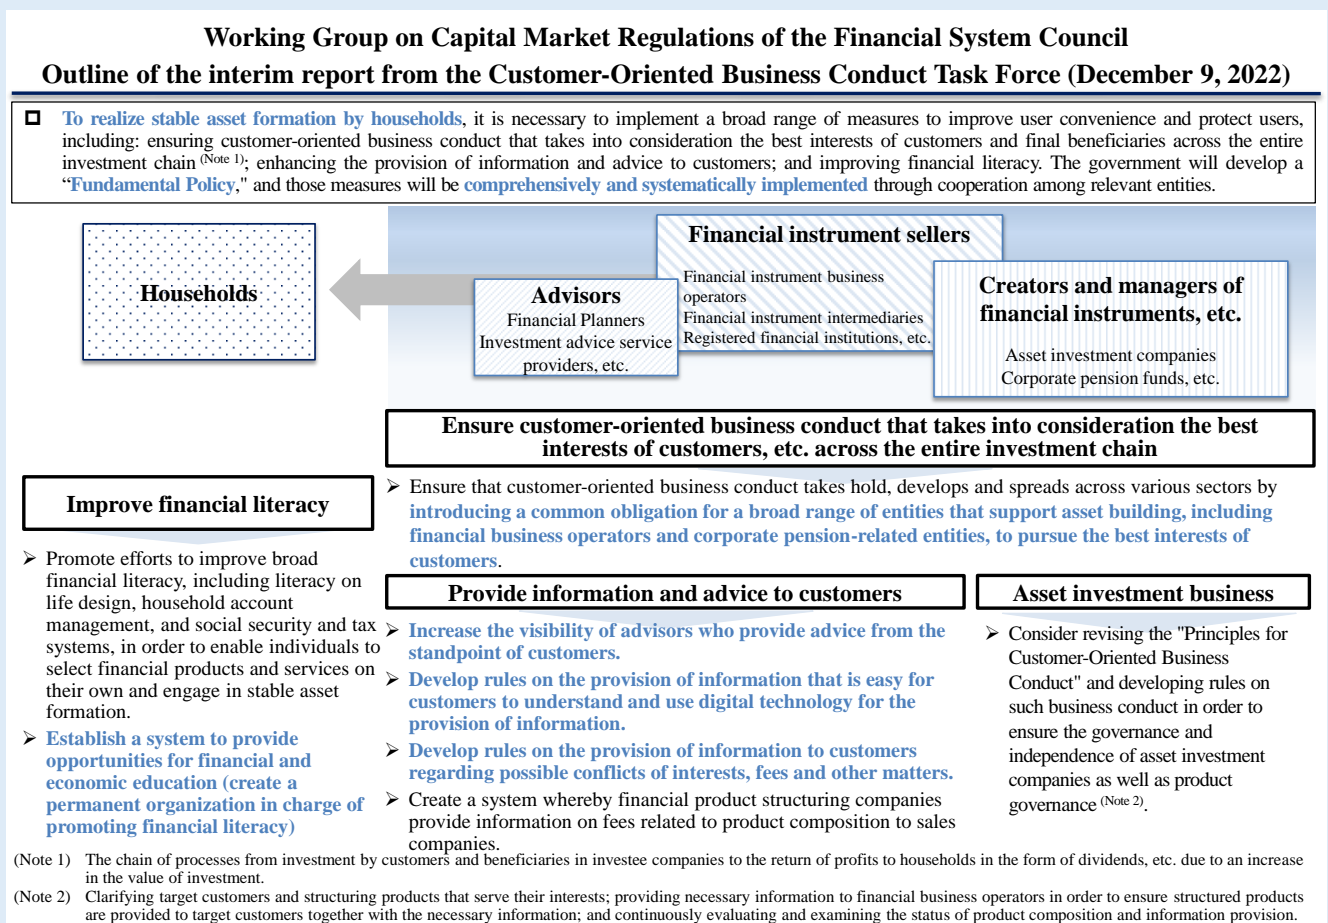 Working Group on Capital Market Regulations of the Financial System Council
Outline of the interim report from the Customer-Oriented Business Conduct Task Force (December 9, 2022)
To realize stable asset formation by households, it is necessary to implement a broad range of measures to improve user convenience and protect users,
including: ensuring customer-oriented business conduct that takes into consideration the best interests of customers and final beneficiaries across the entire
investment chain (Note 1); enhancing the provision of information and advice to customers; and improving financial literacy. The government will develop a
“Fundamental Policy," and those measures will be comprehensively and systematically implemented through cooperation among relevant entities.
Households
Advisors
Financial Planners
Investment advice service
providers, etc.
Financial instrument sellers
Financial instrument business
operators
Financial instrument intermediaries
Registered financial institutions, etc.
Creators and managers of
financial instruments, etc.
Asset investment companies
Corporate pension funds, etc.
Ensure customer-oriented business conduct that takes into consideration the best
interests of customers, etc. across the entire investment chain
➢ Ensure that customer-oriented business conduct takes hold, develops and spreads across various sectors by
introducing a common obligation for a broad range of entities that support asset building, including
financial business operators and corporate pension-related entities, to pursue the best interests of
customers.
Improve financial literacy
➢ Promote efforts to improve broad
financial literacy, including literacy on
life design, household account
management, and social security and tax
systems, in order to enable individuals to
select financial products and services on
their own and engage in stable asset
formation.
➢ Establish a system to provide
opportunities for financial and
economic education (create a
permanent organization in charge of
promoting financial literacy)
Provide information and advice to customers
➢ Increase the visibility of advisors who provide advice from the
standpoint of customers.
➢ Develop rules on the provision of information that is easy for
customers to understand and use digital technology for the
provision of information.
➢ Develop rules on the provision of information to customers
regarding possible conflicts of interests, fees and other matters.
➢ Create a system whereby financial product structuring companies
provide information on fees related to product composition to sales
companies.
Asset investment business
➢ Consider revising the "Principles for
Customer-Oriented Business
Conduct" and developing rules on
such business conduct in order to
ensure the governance and
independence of asset investment
companies as well as product
governance (Note 2).
(Note 1) The chain of processes from investment by customers and beneficiaries in investee companies to the return of profits to households in the form of dividends, etc. due to an increase
in the value of investment.
(Note 2) Clarifying target customers and structuring products that serve their interests; providing necessary information to financial business operators in order to ensure structured products
are provided to target customers together with the necessary information; and continuously evaluating and examining the status of product composition and information provision.